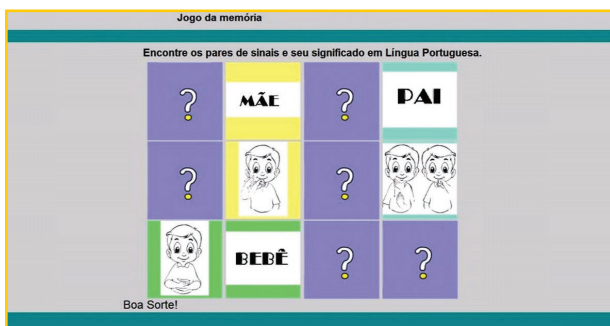 Jogo da memória
Encontre os pares de sinais e seu significado em Língua Portuguesa.
?
MÃE
?
PAI
?
?
BEBÊ
?
?
Boa Sorte!